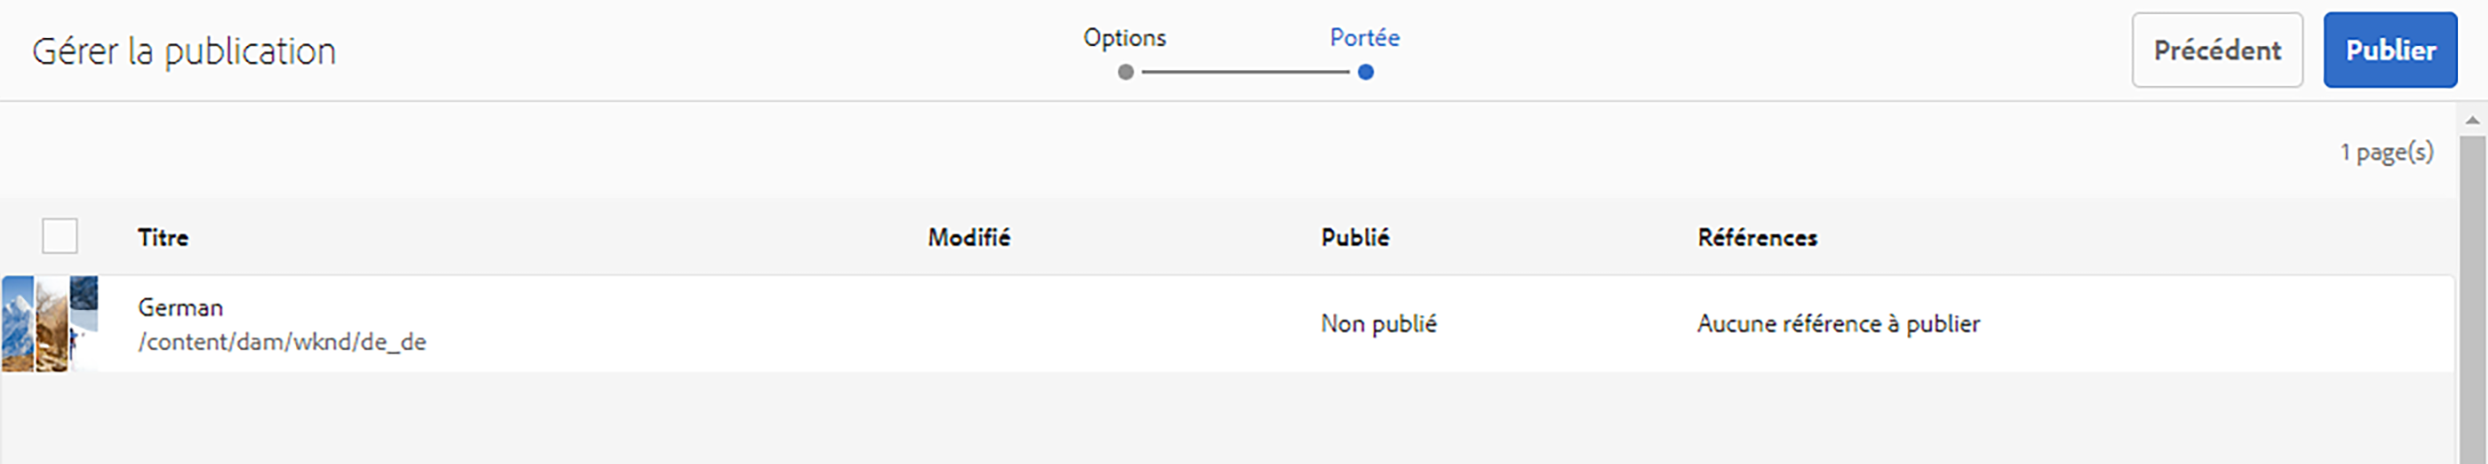 Gérer la publication
Options
Portée
Précédent
Publier
1 page(s)
Titre
Modifié
Publié
Références
German
/content/dam/wknd/de_de
Non publié
Aucune référence à publier